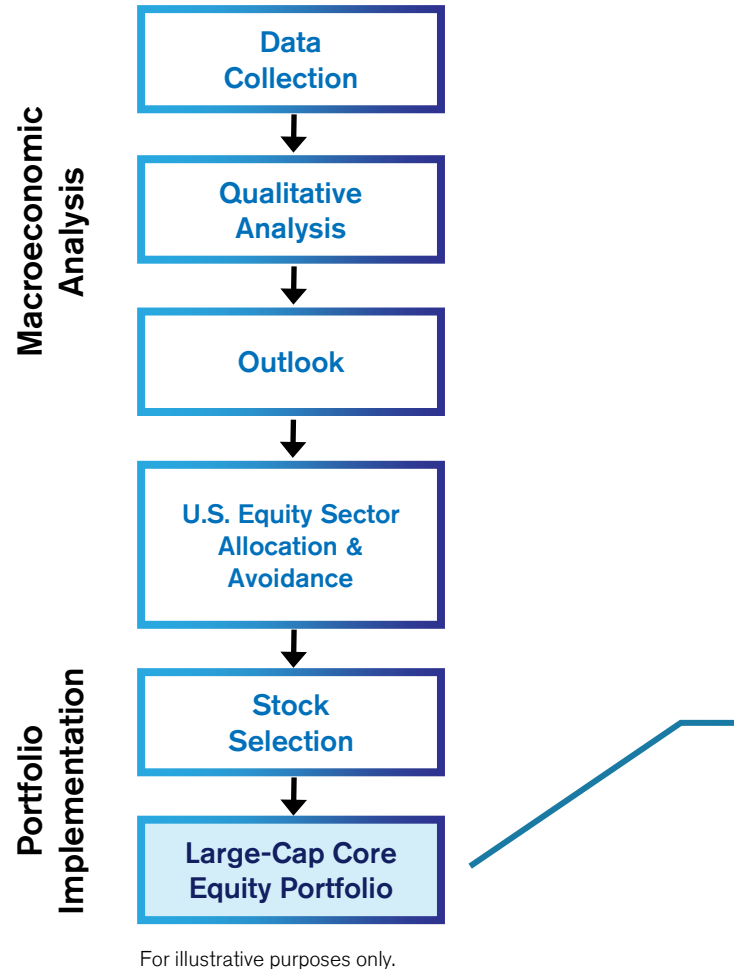 Macroeconomic
Analysis
Data
Collection
Qualitative
Analysis
Outlook
U.S. Equity Sector
Allocation &
Avoidance
Portfolio
Implementation
Stock
Selection
Large-Cap Core
Equity Portfolio
For illustrative purposes only.